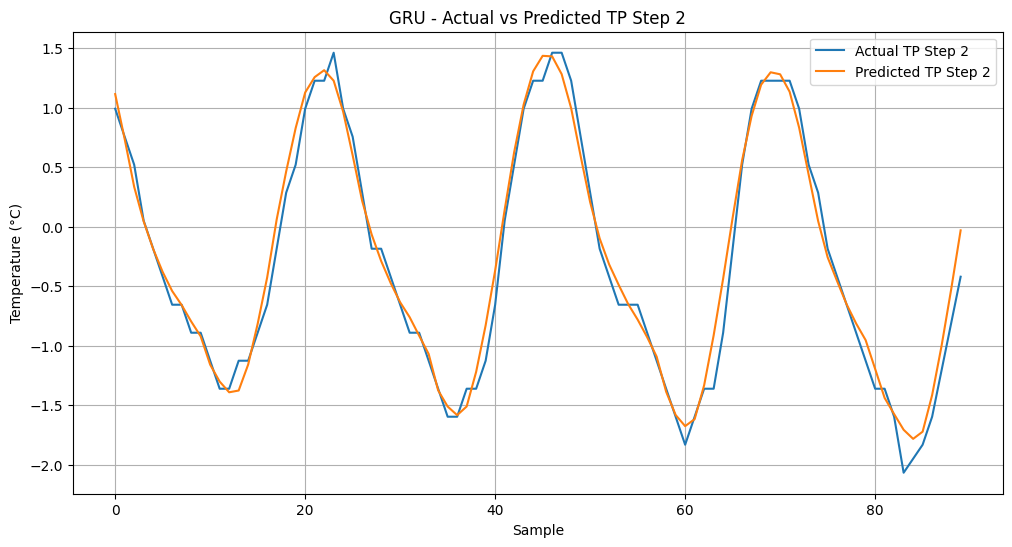 GRU - Actual vs Predicted TP Step 2
Actual TP Step 2
Predicted TP Step 2
Temperature (°C)
1.5
1.0
0.5
0.0
−0.5
−1.0
−1.5
−2.0
0
20
40
60
80
Sample